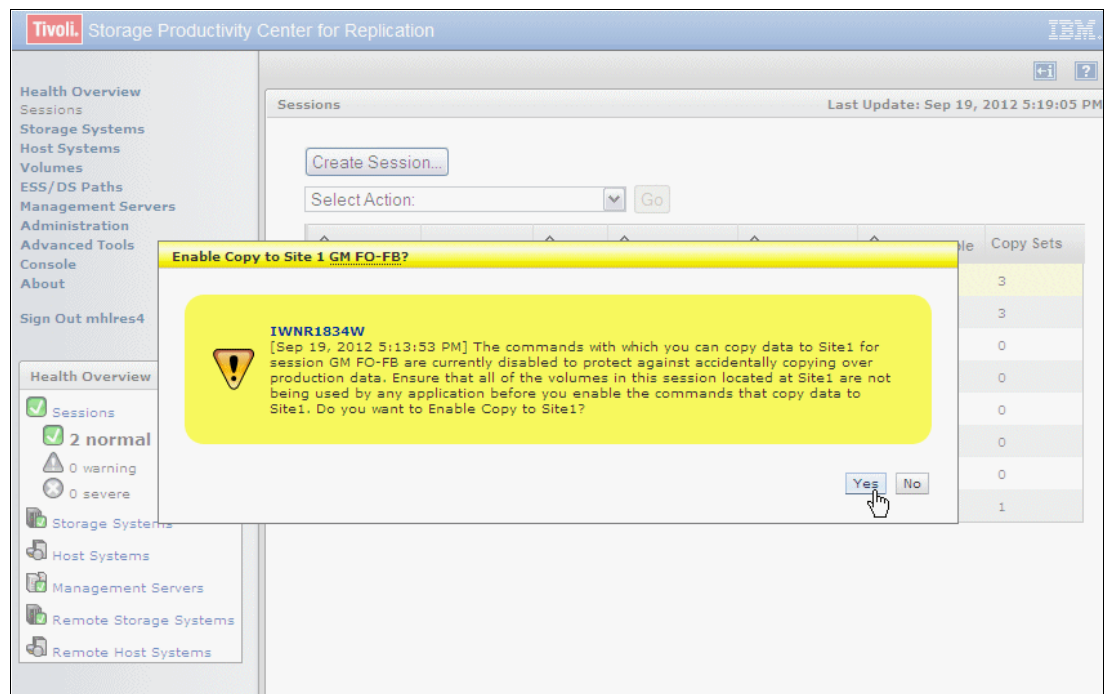 Tivoli. Storage Productivity Center for Replication
IBM.
Health Overview
Sessions
Storage Systems
Host Systems
Volumes
ESS/DS Paths
Management Servers
Administration
Advanced Tools
Console
About
Sign Out mhlres4
Health Overview
Sessions
2 normal
0 warning
0 severe
Storage Systems
Host Systems
Management Servers
Remote Storage Systems
Remote Host Systems
?
Sessions
Last Update: Sep 19, 2012 5:19:05 PM
Create Session...
Select Action:
Go
Copy Sets
3
3
0
0
0
0
0
1
Enable Copy to Site 1 GM FO-FB?
IWNR1834W
[Sep 19, 2012 5:13:53 PM] The commands with which you can copy data to Site1 for
session GM FO-FB are currently disabled to protect against accidentally copying over
production data. Ensure that all of the volumes in this session located at Site1 are not
being used by any application before you enable the commands that copy data to
Site1. Do you want to Enable Copy to Site1?
Yes
No